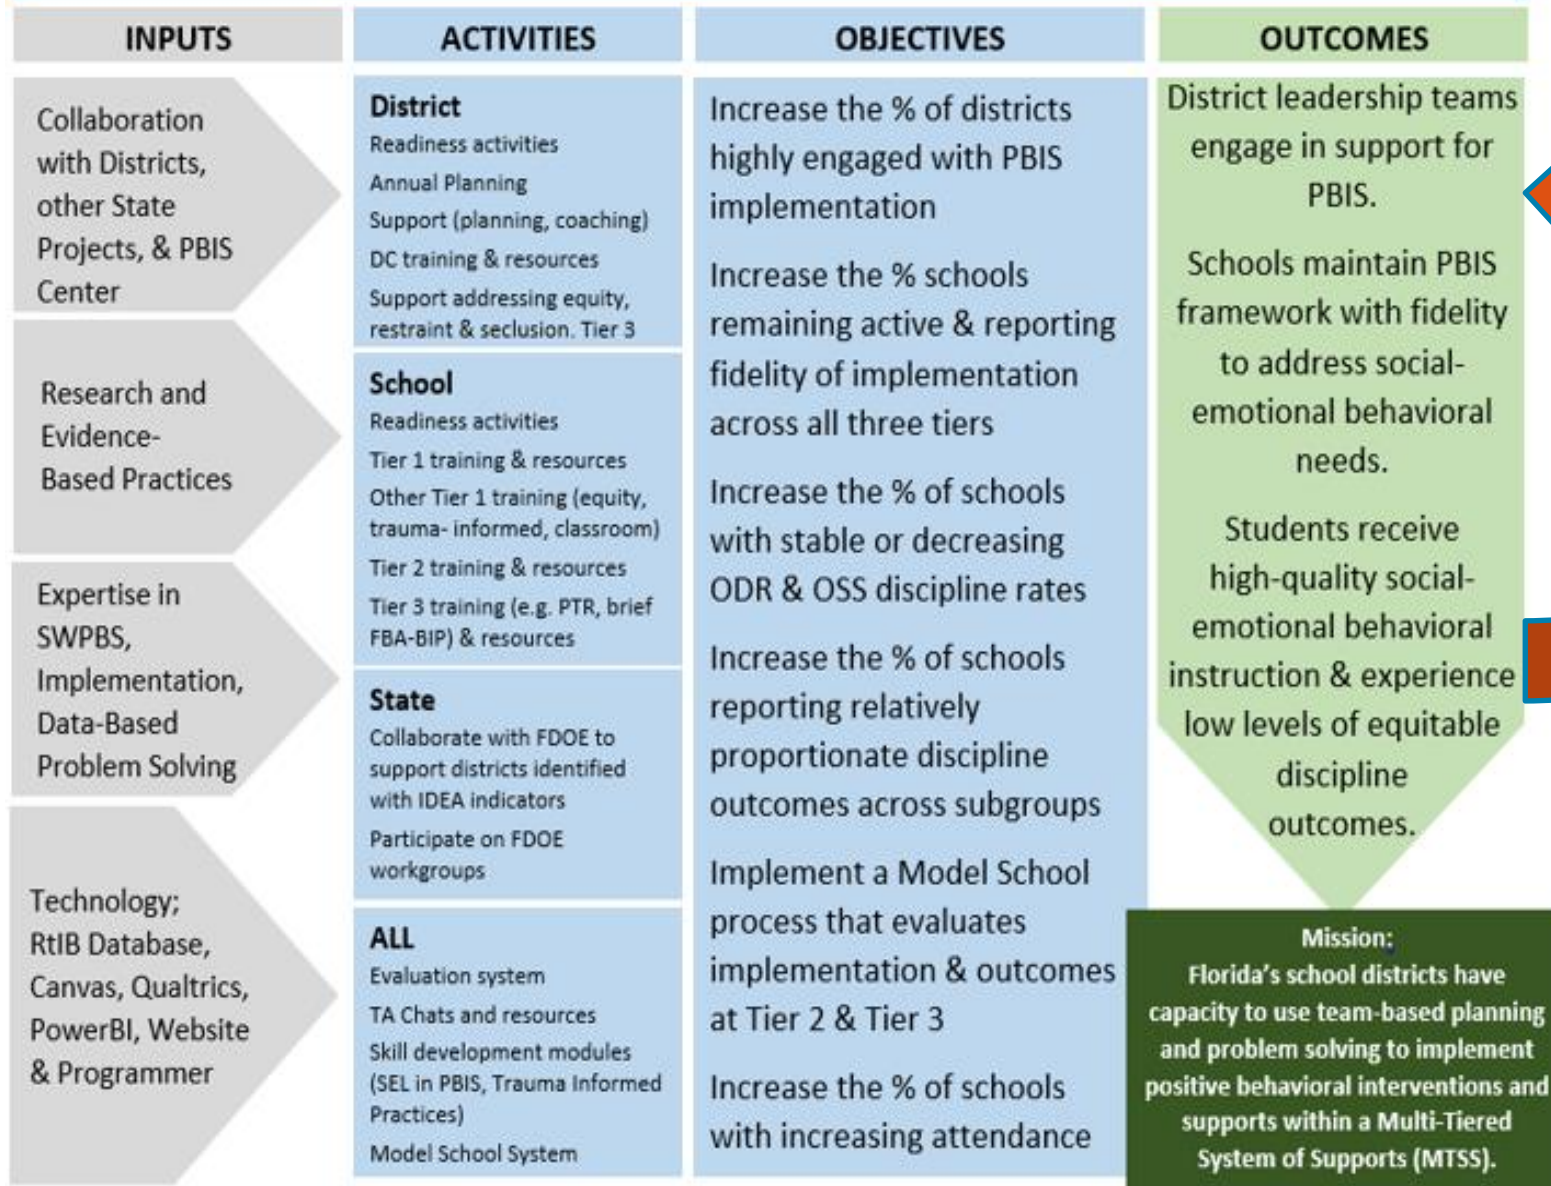 INPUTS
Collaboration
with Districts,
other State
Projects, & PBIS
Center
Research and
Evidence-
Based Practices
Expertise in
SWPBS,
Implementation,
Data-Based
Problem Solving
Technology;
RtIB Database,
Canvas, Qualtrics,
PowerBI, Website
& Programmer
ACTIVITIES
District
Readiness activities
Annual Planning
Support (planning, coaching)
DC training & resources
Support addressing equity,
restraint & seclusion. Tier 3
School
Readiness activities
Tier 1 training & resources
Other Tier 1 training (equity,
trauma- informed, classroom)
Tier 2 training & resources
Tier 3 training (e.g. PTR, brief
FBA-BIP) & resources
State
Collaborate with FDOE to
support districts identified
with IDEA indicators
Participate on FDOE
workgroups
ALL
Evaluation system
TA Chats and resources
Skill development modules
(SEL in PBIS, Trauma Informed
Practices)
Model School System
OBJECTIVES
Increase the % of districts
highly engaged with PBIS
implementation
Increase the % schools
remaining active & reporting
fidelity of implementation
across all three tiers
Increase the % of schools
with stable or decreasing
ODR & OSS discipline rates
Increase the % of schools
reporting relatively
proportionate discipline
outcomes across subgroups
Implement a Model School
process that evaluates
implementation & outcomes
at Tier 2 & Tier 3
Increase the % of schools
with increasing attendance
OUTCOMES
District leadership teams
engage in support for
PBIS.
Schools maintain PBIS
framework with fidelity
to address social-
emotional behavioral
needs.
Students receive
high-quality social-
emotional behavioral
instruction & experience
low levels of equitable
discipline
outcomes.
Mission:
Florida's school districts have
capacity to use team-based planning
and problem solving to implement
positive behavioral interventions and
supports within a Multi-Tiered
System of Supports (MTSS).